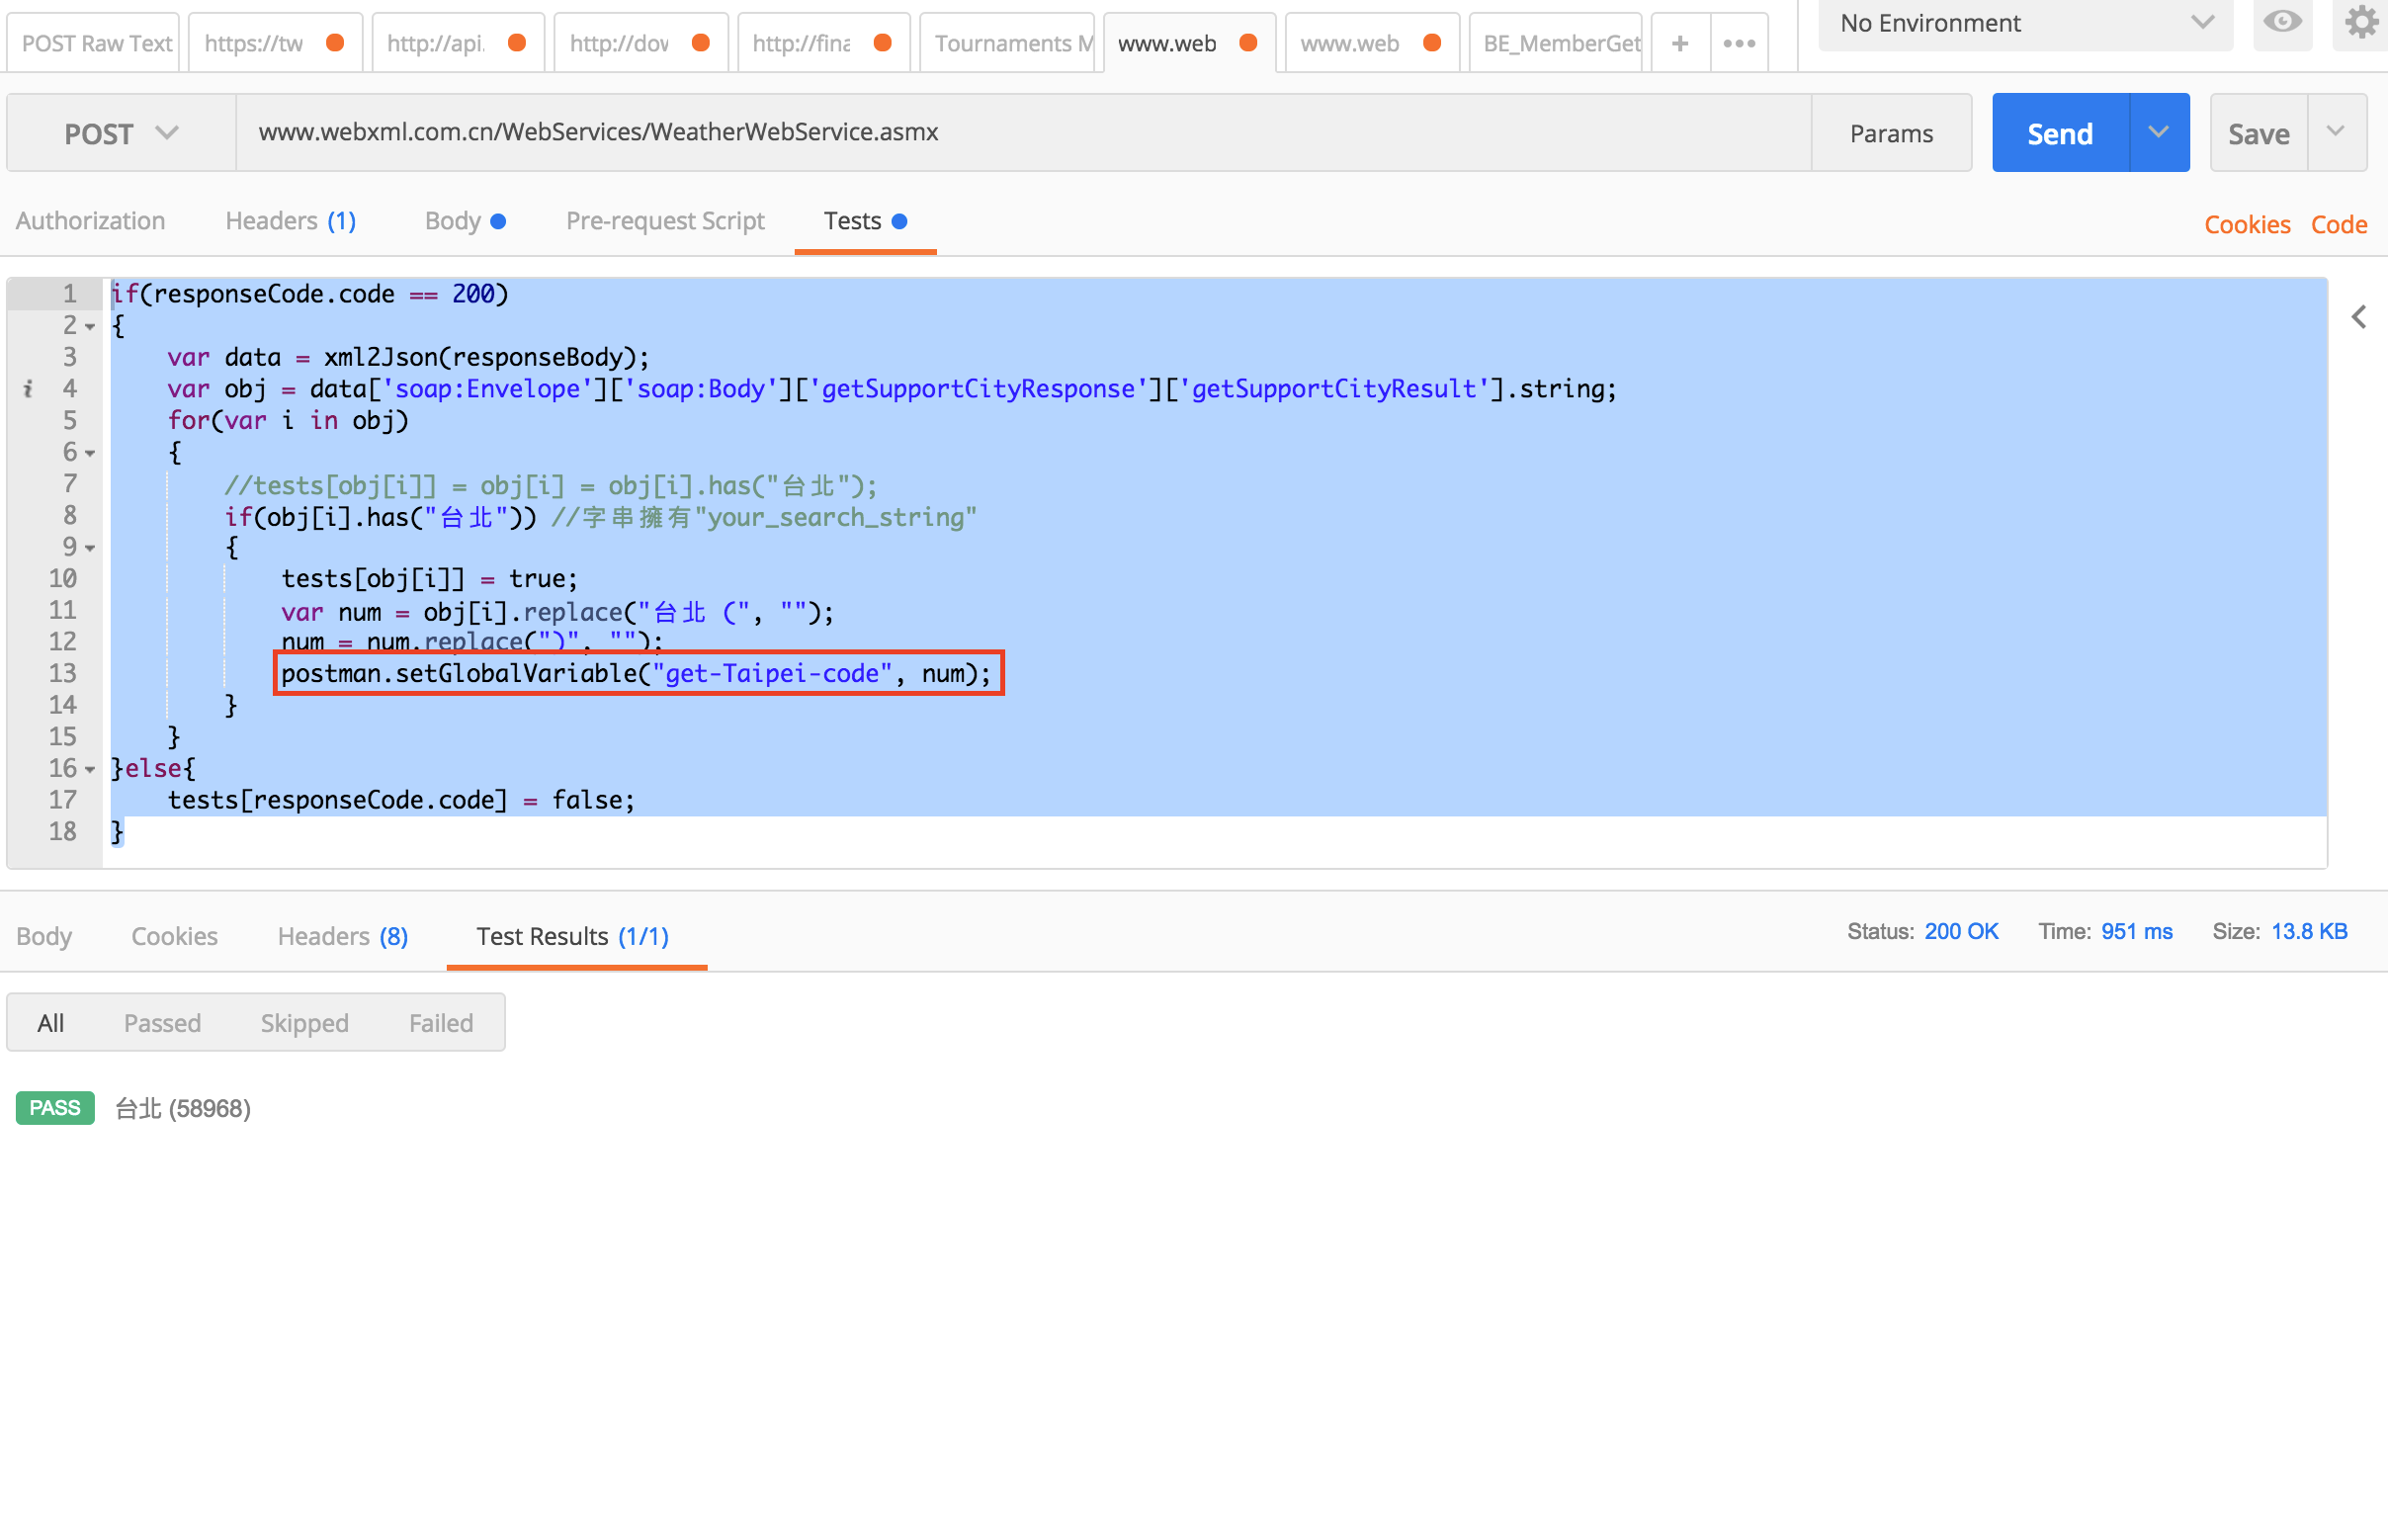 POST Raw Text
https://tw
http://api.
http://dov
http://fina
Tournaments M
www.web
www.web
BE_MemberGet
+
•••
No Environment
POST
www.webxml.com.cn/WebServices/WeatherWebService.asmx
Params
Send
Save
Authorization
Headers (1)
Body
Pre-request Script
Tests
Cookies
Code
1 if(responseCode.code == 200)
2 {
3 var data = xml2Json(responseBody);
i 4 var obj = data['soap:Envelope']['soap:Body']['getSupportCityResponse']['getSupportCityResult'].string;
5 for(var i in obj)
6 {
7 //tests[obj[i]] = obj[i] = obj[i].has("台北");
8 if(obj[i].has("台北")) //字串擁有"your_search_string"
9 {
10 tests[obj[i]] = true;
11 var num = obj[i].replace("台北 (", "");
12 num = num.replace(")", "");
13 postman.setGlobalVariable("get-Taipei-code", num);
14 }
15 }
16 }else{
17 tests[responseCode.code] = false;
18 }
Body
Cookies
Headers (8)
Test Results (1/1)
Status: 200 OK
Time: 951 ms
Size: 13.8 KB
All
Passed
Skipped
Failed
PASS 台北 (58968)